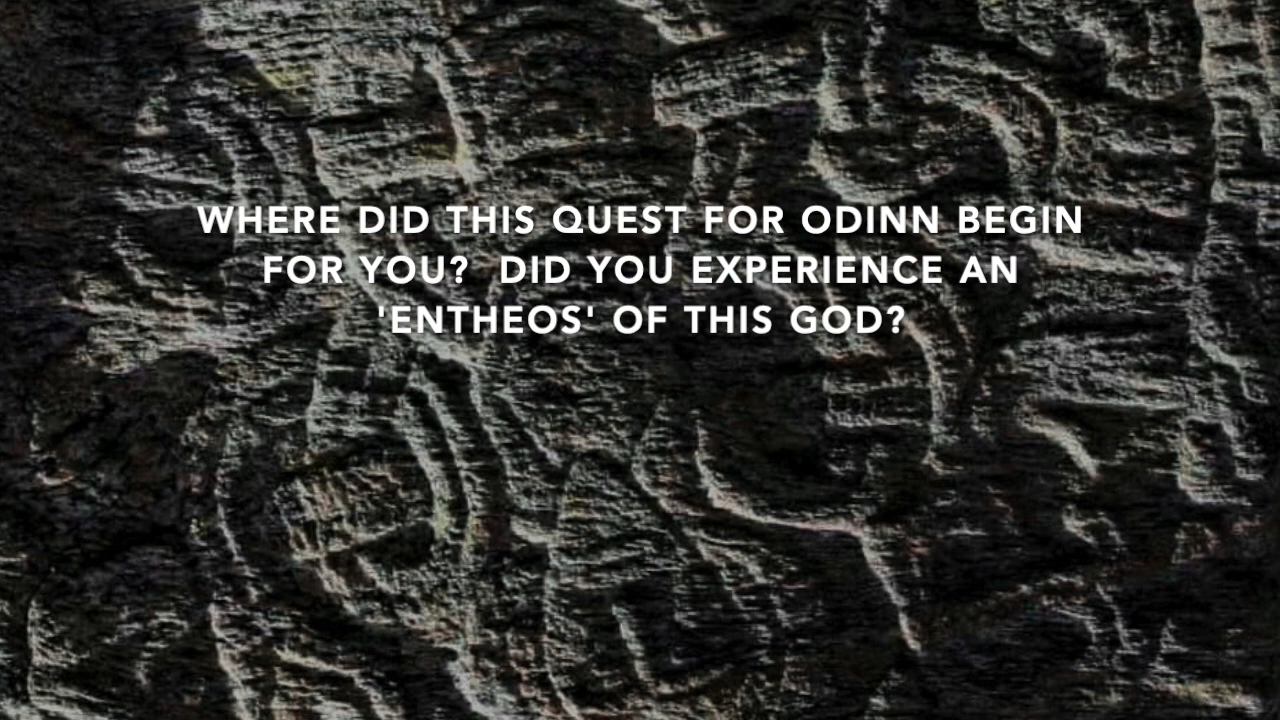 WHERE DID THIS QUEST FOR ODINN BEGIN
FOR YOU?  DID YOU EXPERIENCE AN
'ENTHEOS' OF THIS GOD?